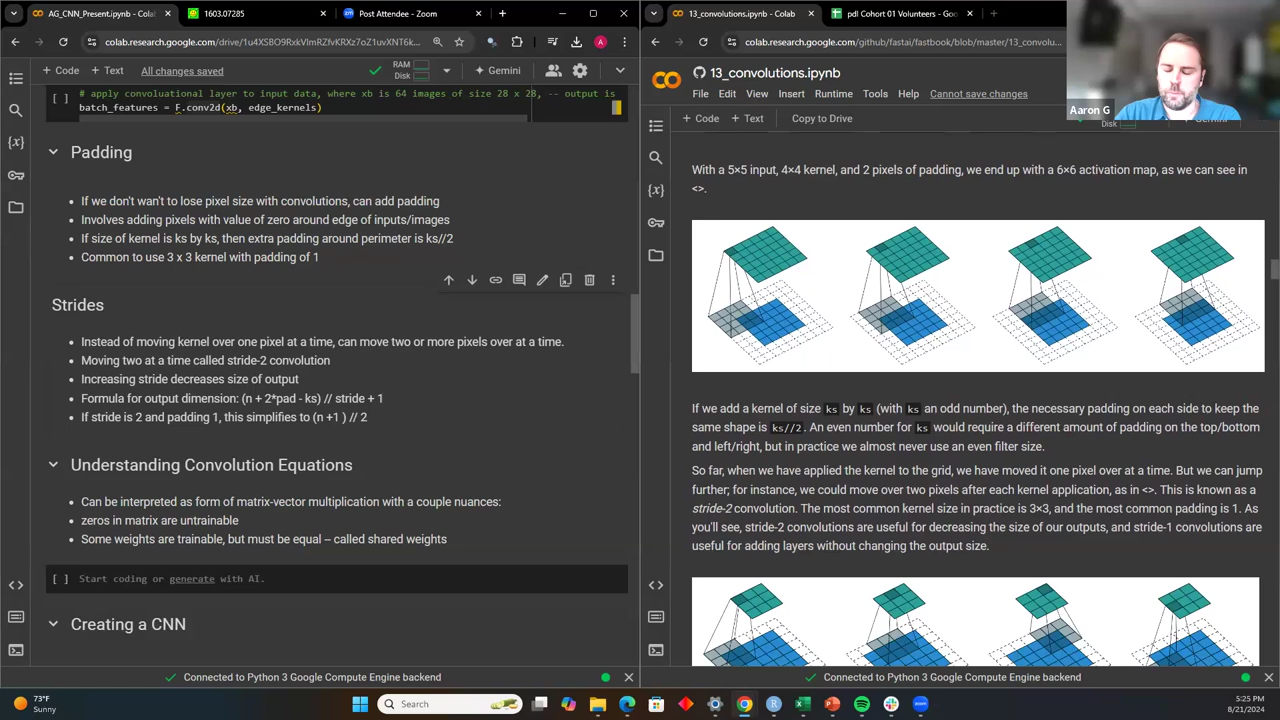 AG_CNN_Present.ipynb - Colab
1603.07285
Post Attendee - Zoom
13_convolutions.ipynb - Colab
pdl Cohort 01 Volunteers - Goo
colab.research.google.com/drive/1u4XSBO9RxkVlmRZfvKRXz7oZ1uvXNT6k...
colab.research.google.com/github/fastai/fastbook/blob/master/13_convolu...
A
+ Code
+ Text
All changes saved
RAM
Disk
Gemini
# apply convoluational layer to input data, where xb is 64 images of size 28 x 28, -- output is
[ ]
batch_features = F.conv2d(xb, edge_kernels)
Padding
• If we don't wan't to lose pixel size with convolutions, can add padding
• Involves adding pixels with value of zero around edge of inputs/images
• If size of kernel is ks by ks, then extra padding around perimeter is ks//2
• Common to use 3 x 3 kernel with padding of 1
Strides
• Instead of moving kernel over one pixel at a time, can move two or more pixels over at a time.
• Moving two at a time called stride-2 convolution
• Increasing stride decreases size of output
• Formula for output dimension: (n + 2*pad - ks) // stride + 1
• If stride is 2 and padding 1, this simplifies to (n +1 ) // 2
Understanding Convolution Equations
• Can be interpreted as form of matrix-vector multiplication with a couple nuances:
• zeros in matrix are untrainable
• Some weights are trainable, but must be equal -- called shared weights
[ ] Start coding or generate with AI.
Creating a CNN
Connected to Python 3 Google Compute Engine backend
13_convolutions.ipynb
File Edit View Insert Runtime Tools Help Cannot save changes
Aaron G
+ Code
+ Text
Copy to Drive
Disk
With a 5×5 input, 4×4 kernel, and 2 pixels of padding, we end up with a 6×6 activation map, as we can see in
<>.
If we add a kernel of size ks by ks (with ks an odd number), the necessary padding on each side to keep the
same shape is ks//2. An even number for ks would require a different amount of padding on the top/bottom
and left/right, but in practice we almost never use an even filter size.
So far, when we have applied the kernel to the grid, we have moved it one pixel over at a time. But we can jump
further; for instance, we could move over two pixels after each kernel application, as in <>. This is known as a
stride-2 convolution. The most common kernel size in practice is 3×3, and the most common padding is 1. As
you'll see, stride-2 convolutions are useful for decreasing the size of our outputs, and stride-1 convolutions are
useful for adding layers without changing the output size.
Connected to Python 3 Google Compute Engine backend
73°F
Sunny
Search
5:25 PM
8/21/2024